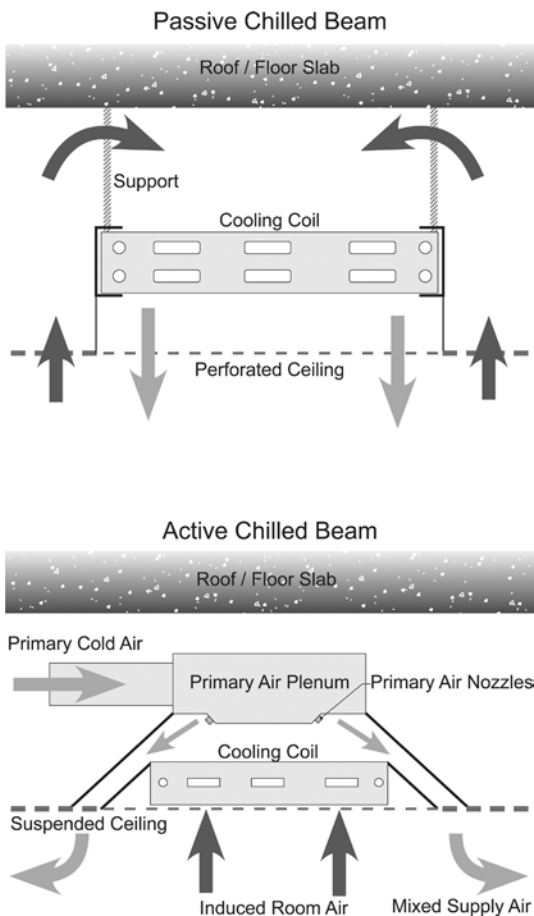 Passive Chilled Beam
Roof / Floor Slab
Support
Cooling Coil
Perforated Ceiling
Active Chilled Beam
Roof / Floor Slab
Primary Cold Air
Primary Air Plenum
Primary Air Nozzles
Cooling Coil
Suspended Ceiling
Induced Room Air
Mixed Supply Air